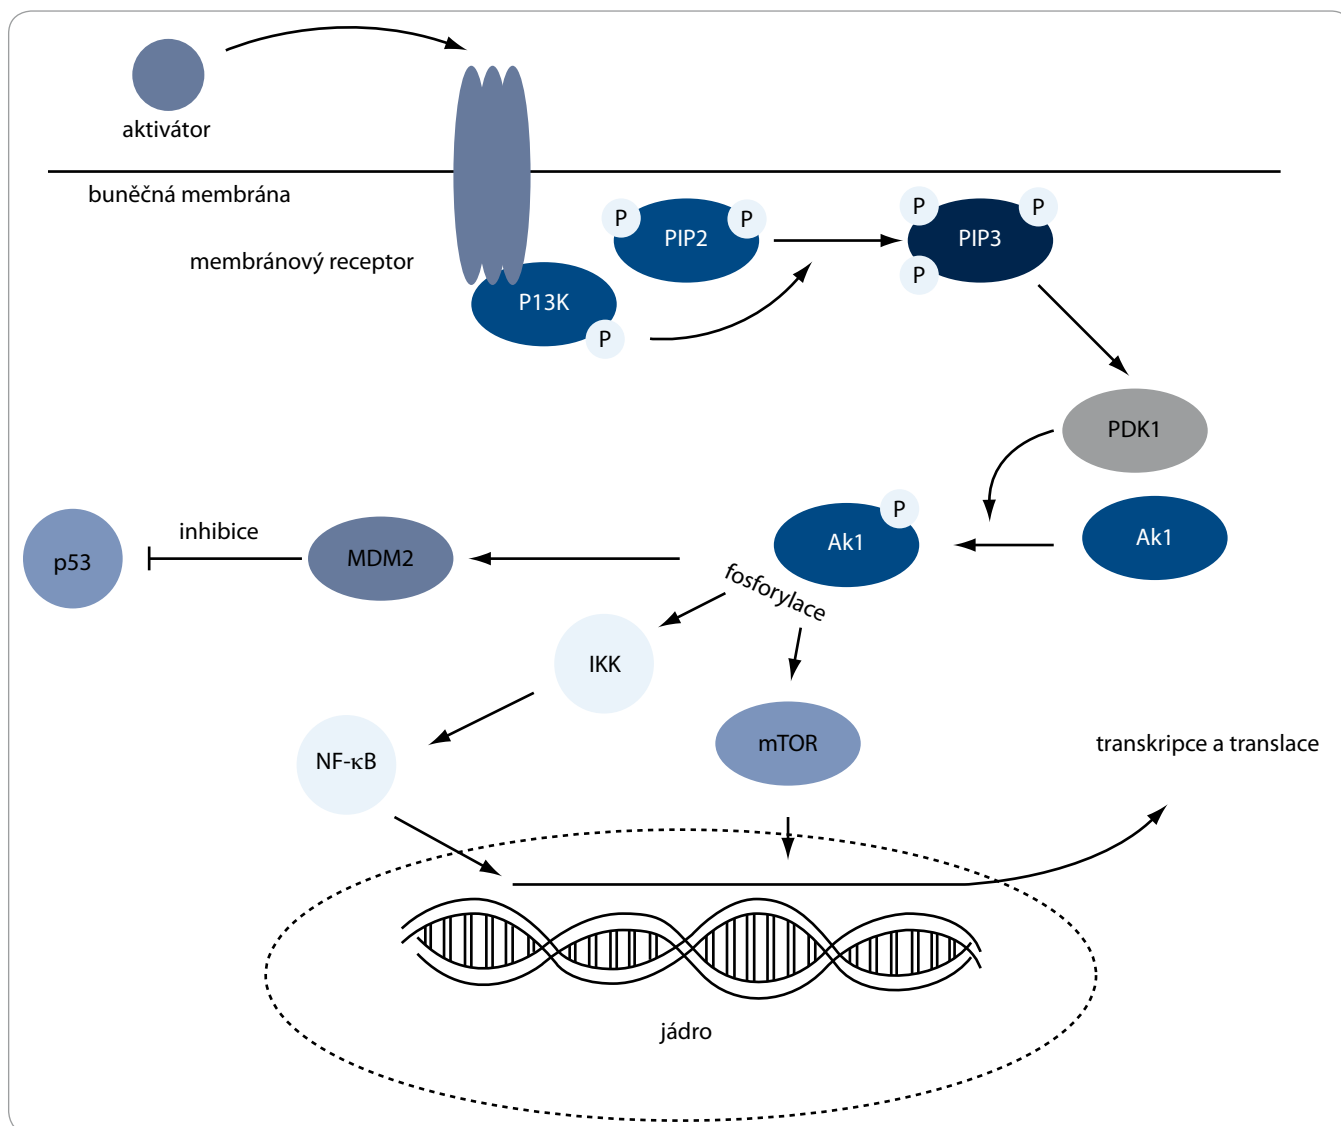 aktivátor
buněčná membrána
membránový receptor
P
PIP2
P
P
PIP3
P
P
P13K
P
PDK1
P
Ak1
Ak1
p53
inhibice
MDM2
fosforylace
IKK
NF-κB
mTOR
transkripce a translace
jádro